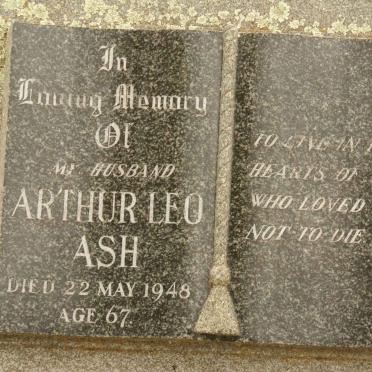 In
Loving Memory
Of
MY HUSBAND
ARTHUR LEO
ASH
DIED 22 MAY 1948
AGE 67
TO LIVE IN
HEARTS OF
WHO LOVED
NOT TO DIE